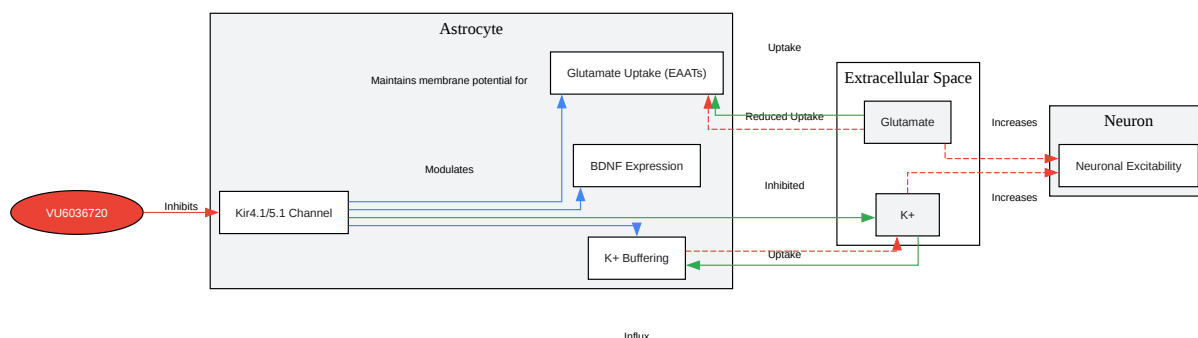 Astrocyte
Uptake
Glutamate Uptake (EAATs)
Maintains membrane potential for
Extracellular Space
Reduced Uptake
Glutamate
Increases
Neuron
BDNF Expression
Neuronal Excitability
Modulates
Inhibited
Increases
Inhibits
VU6036720
Kir4.1/5.1 Channel
K+
K+ Buffering
Uptake
Influx